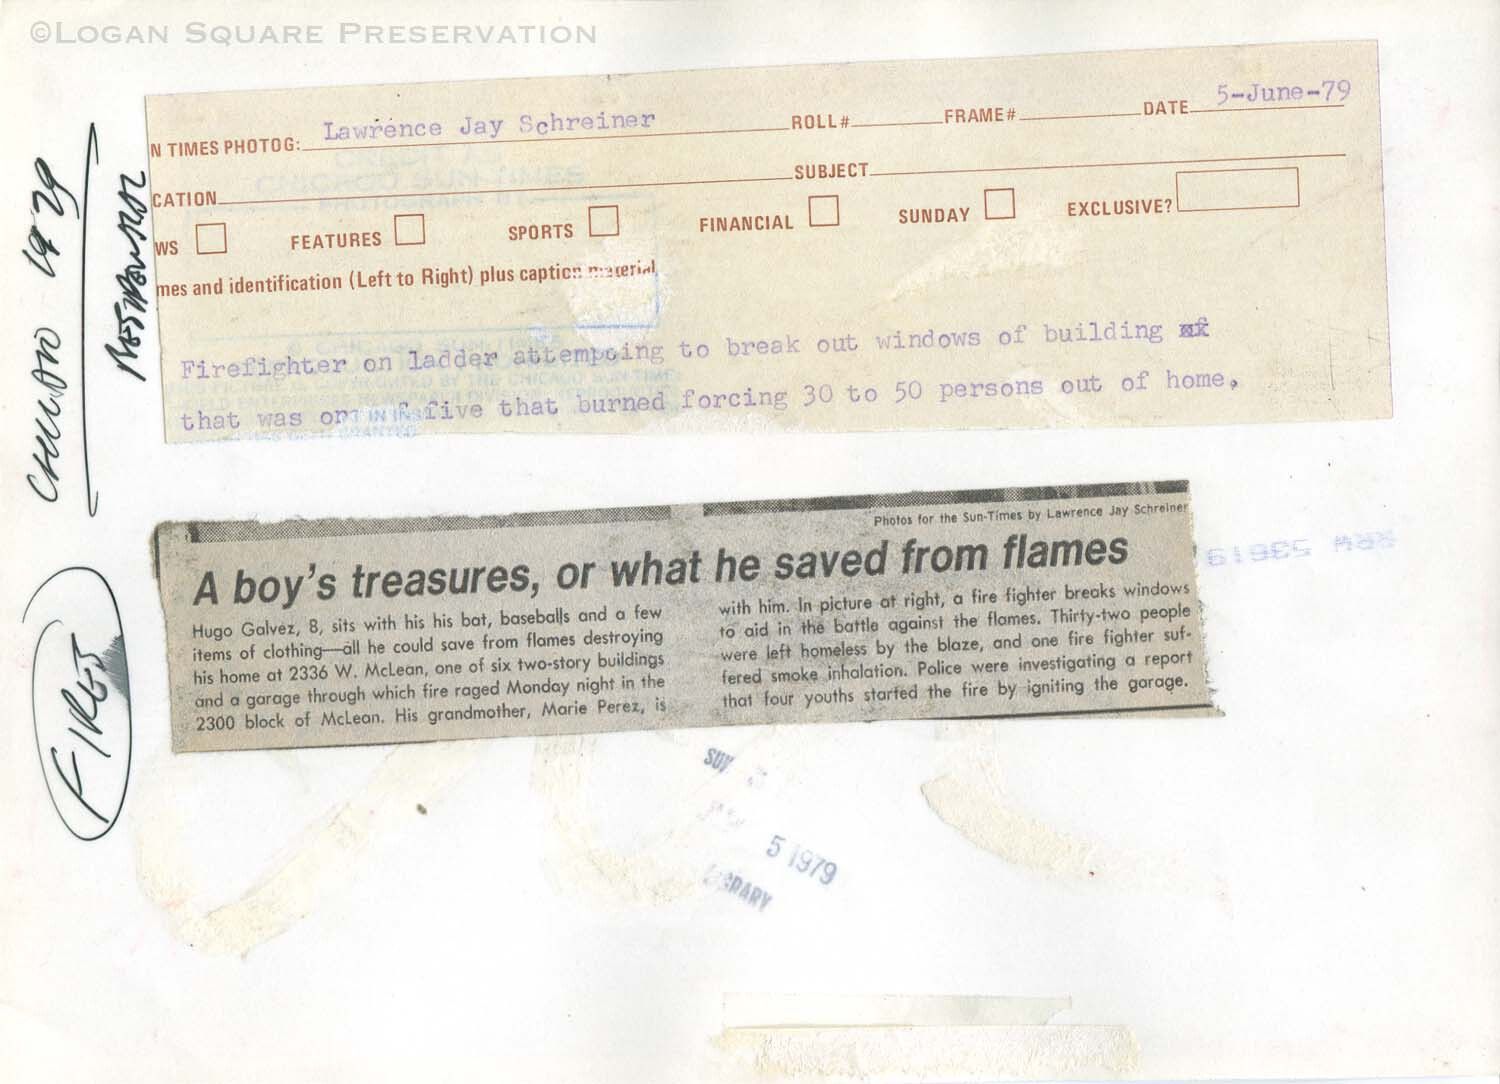 ©LOGAN SQUARE PRESERVATION
N TIMES PHOTOG: Lawrence Jay Schreiner ROLL# FRAME# DATE 5-June-79
CATION SUBJECT
WS FEATURES SPORTS FINANCIAL SUNDAY EXCLUSIVE?
mes and identification (Left to Right) plus caption material
Firefighter on ladder attempting to break out windows of building
that was of five that burned forcing 30 to 50 persons out of home.
Photos for the Sun-Times by Lawrence Jay Schreiner
A boy's treasures, or what he saved from flames
Hugo Galvez, 8, sits with his his bat, baseballs and a few
items of clothing—all he could save from flames destroying
his home at 2336 W. McLean, one of six two-story buildings
and a garage through which fire raged Monday night in the
2300 block of McLean. His grandmother, Marie Perez, is
with him. In picture at right, a fire fighter breaks windows
to aid in the battle against the flames. Thirty-two people
were left homeless by the blaze, and one fire fighter suf-
fered smoke inhalation. Police were investigating a report
that four youths started the fire by igniting the garage.
CHICAGO 1979
FIRES
SUN
5 1979
LIBRARY